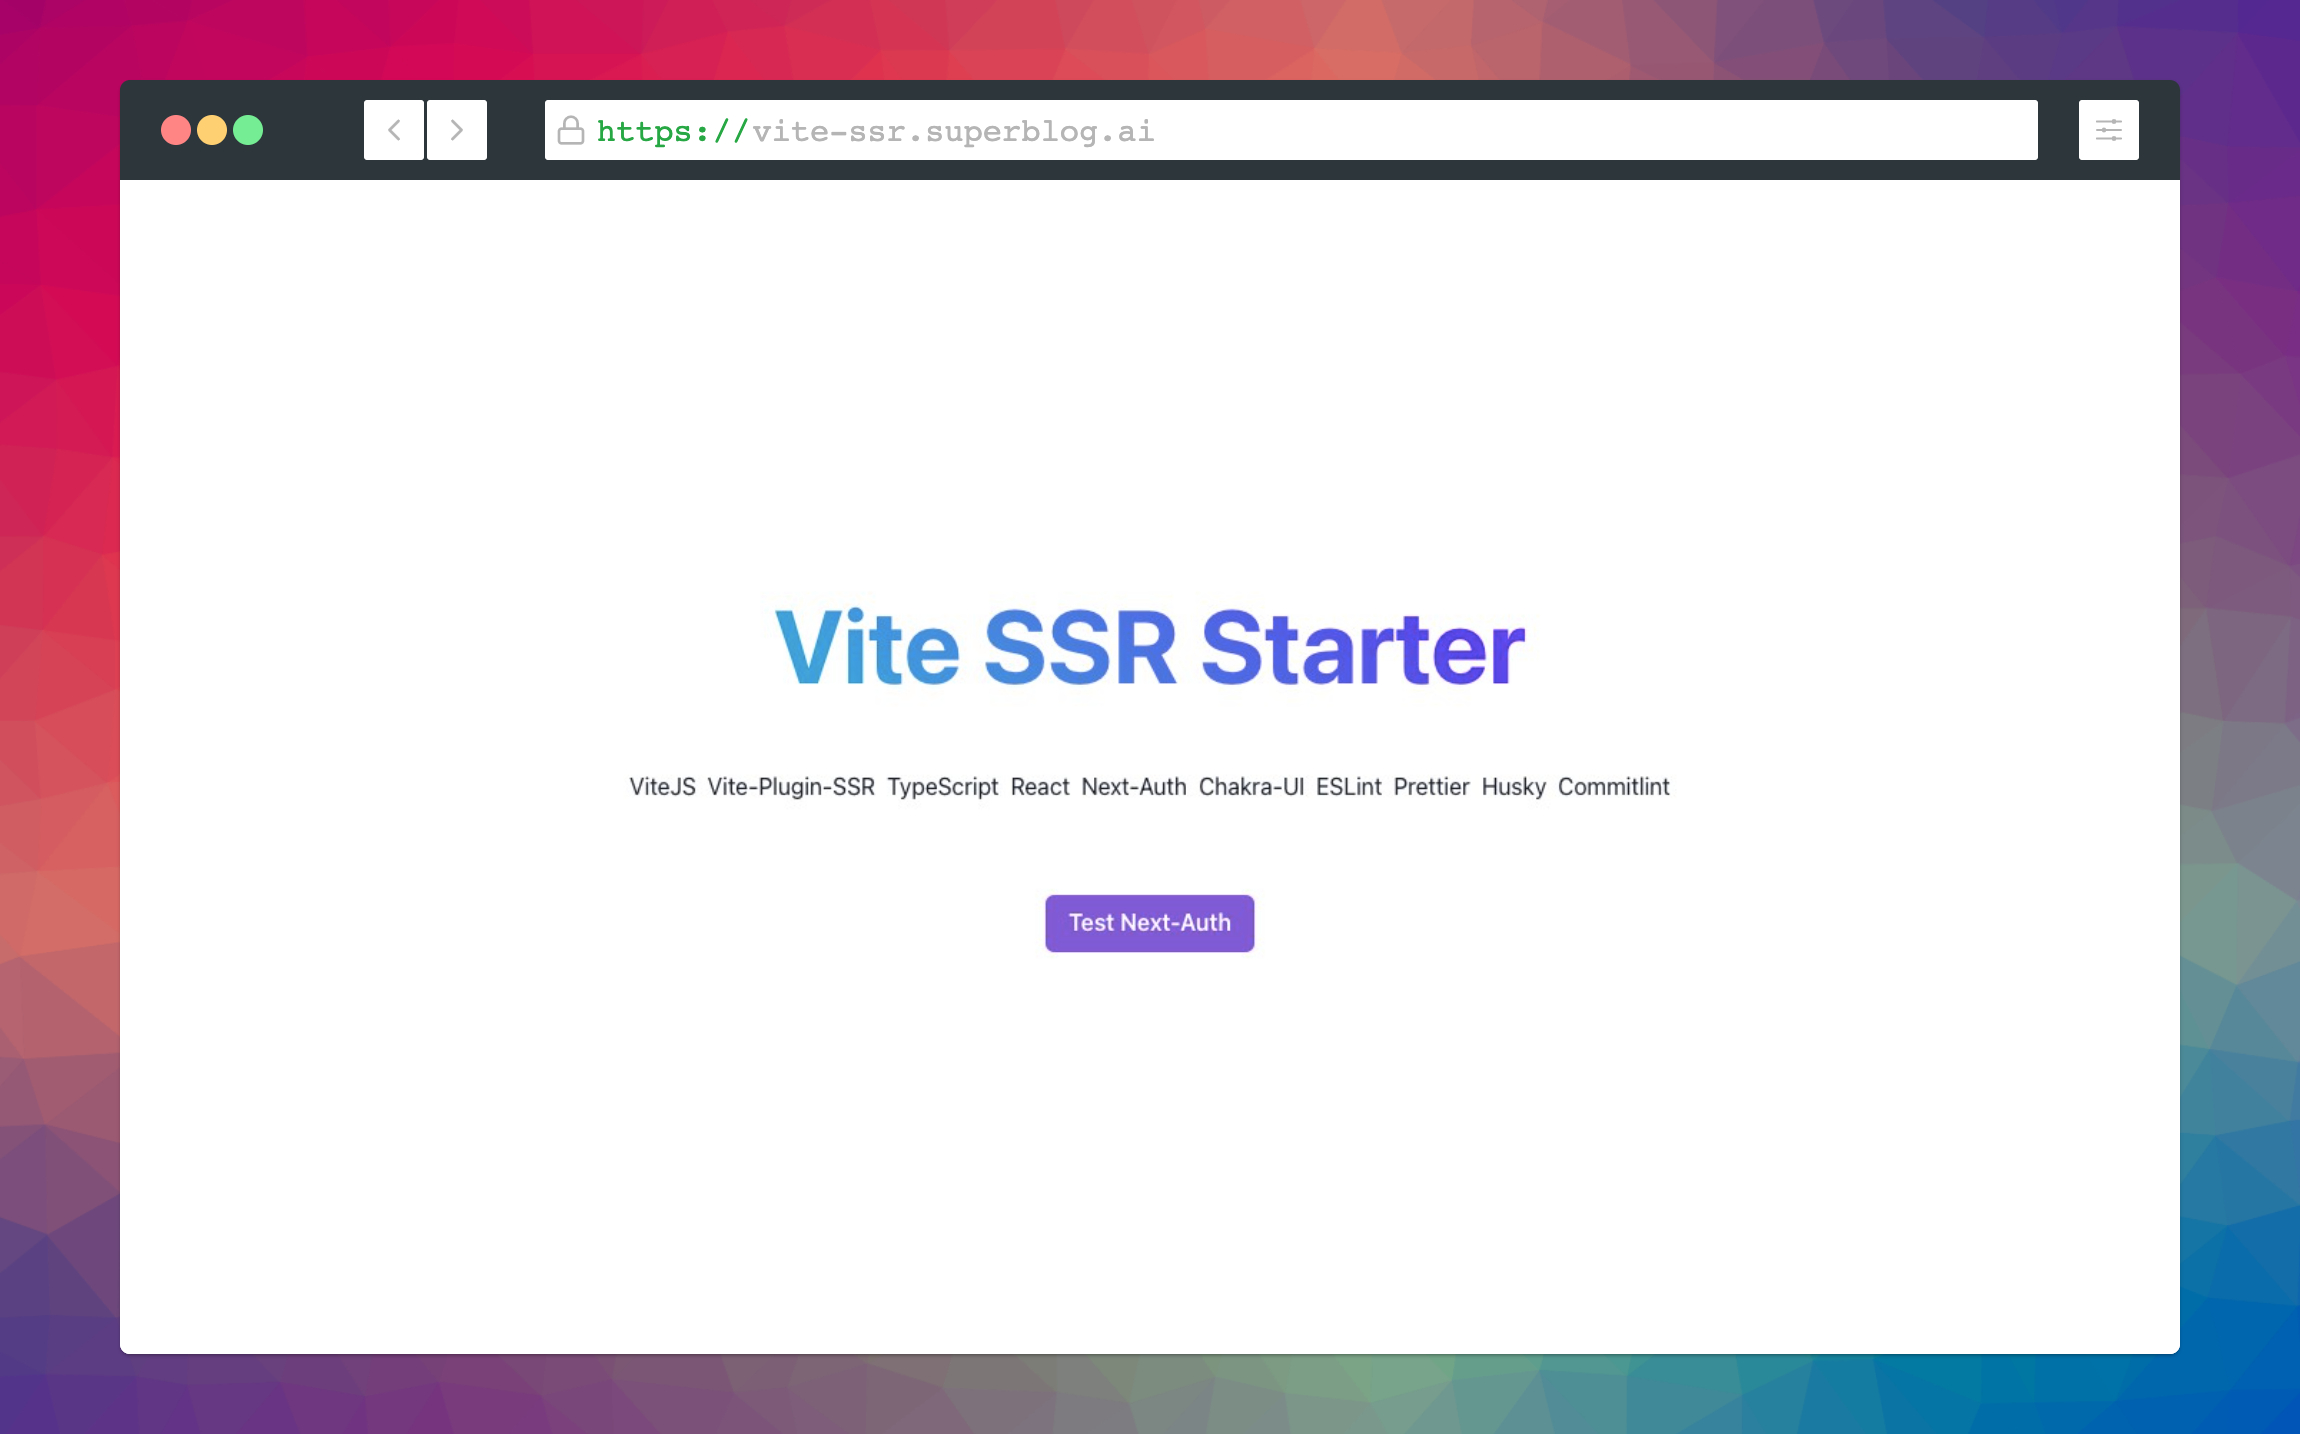 https://vite-ssr.superblog.ai
Vite SSR Starter
ViteJS Vite-Plugin-SSR TypeScript React Next-Auth Chakra-UI ESLint Prettier Husky Commitlint
Test Next-Auth